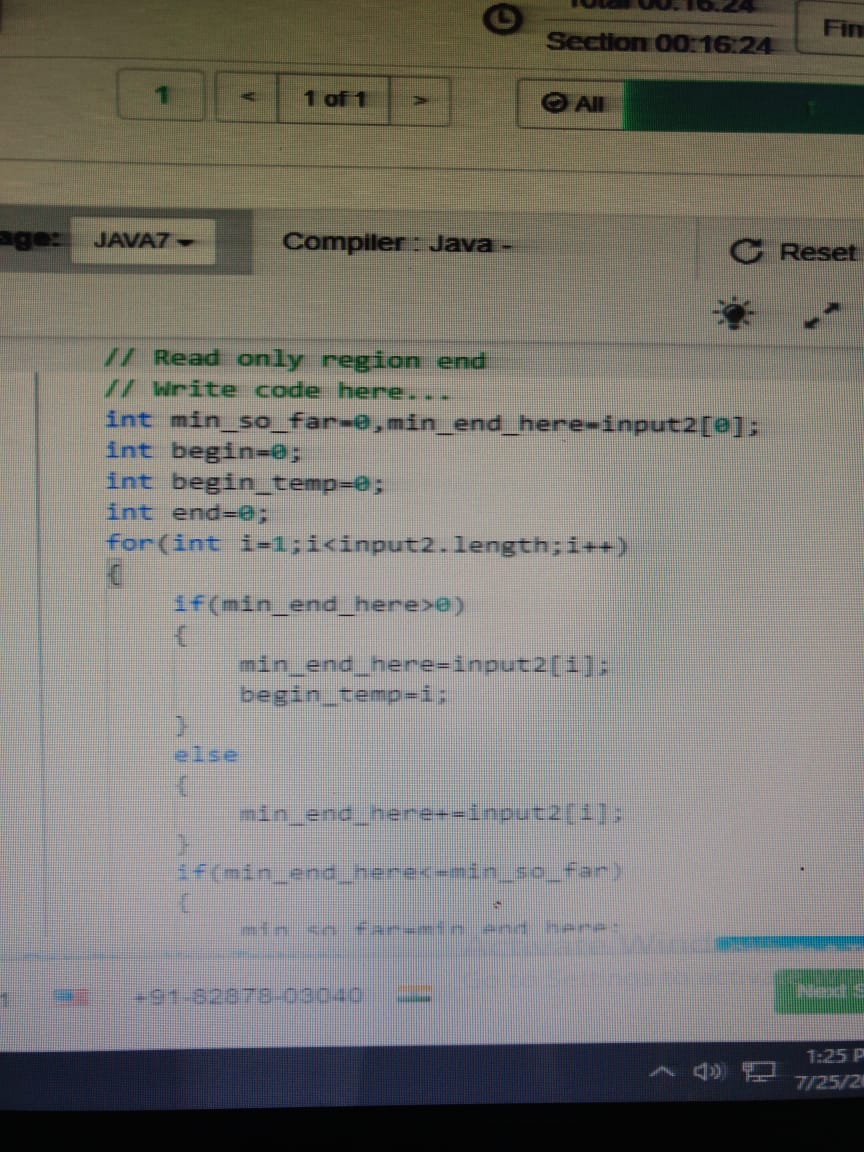 Total 00:16:24
Section 00:16:24
Fin
1
<
1 of 1
>
All
age:
JAVA7
Compiler : Java -
Reset
// Read only region end
// Write code here...
int min_so_far=0,min_end_here=input2[0];
int begin=0;
int begin_temp=0;
int end=0;
for(int i=1;i<input2.length;i++)
{
if(min_end_here>0)
{
min_end_here=input2[i];
begin_temp=i;
}
else
{
min_end_here+=input2[i];
}
if(min_end_here<=min_so_far)
{
min_so_far=min_end_here;
1
+91-82878-03040
Next S
1:25 P
7/25/20